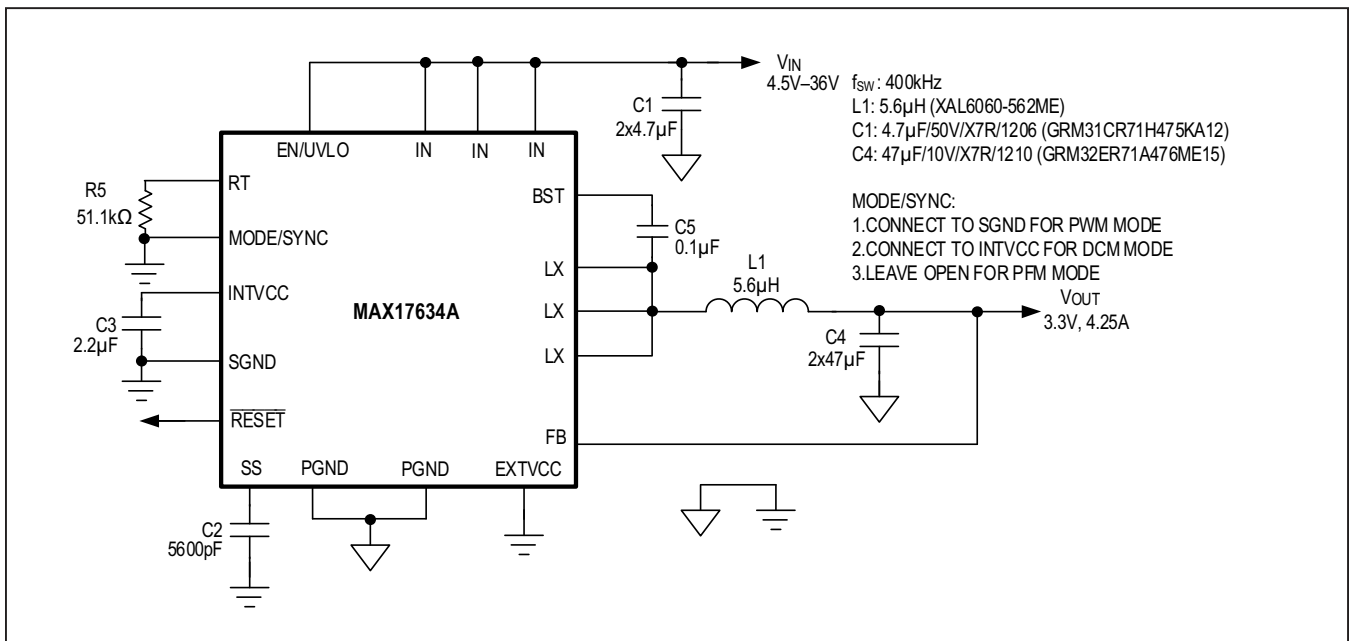 VIN
4.5V–36V
fSW: 400kHz
L1: 5.6µH (XAL6060-562ME)
C1: 4.7µF/50V/X7R/1206 (GRM31CR71H475KA12)
C4: 47µF/10V/X7R/1210 (GRM32ER71A476ME15)
MODE/SYNC:
1.CONNECT TO SGND FOR PWM MODE
2.CONNECT TO INTVCC FOR DCM MODE
3.LEAVE OPEN FOR PFM MODE
C1
2x4.7µF
EN/UVLO
IN
IN
IN
RT
R5
51.1kΩ
MODE/SYNC
INTVCC
C3
2.2µF
SGND
RESET
MAX17634A
BST
C5
0.1µF
LX
LX
LX
L1
5.6µH
VOUT
3.3V, 4.25A
C4
2x47µF
FB
SS
PGND
PGND
EXTVCC
C2
5600pF